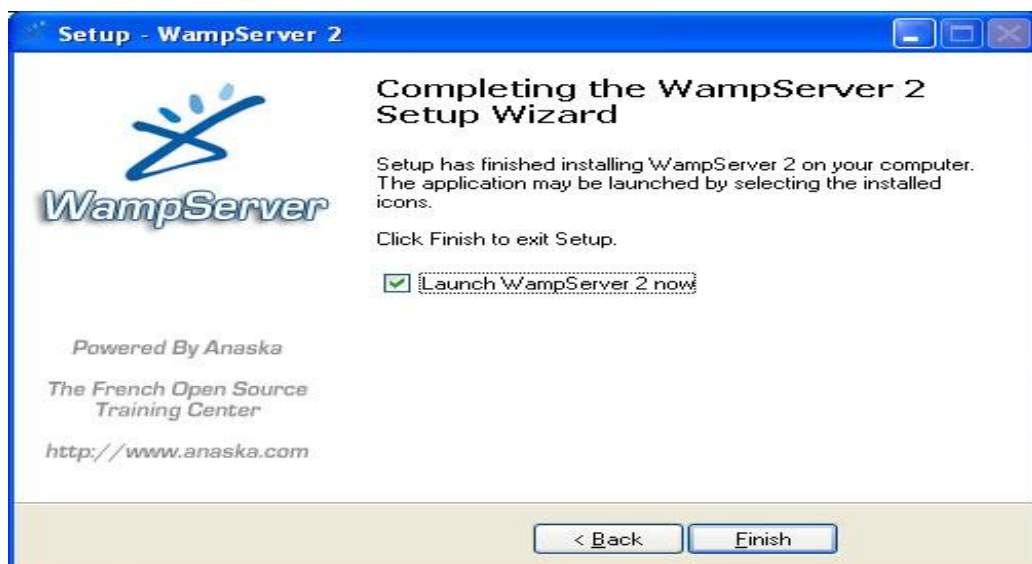 Setup - WampServer 2
WampServer
Completing the WampServer 2
Setup Wizard
Setup has finished installing WampServer 2 on your computer.
The application may be launched by selecting the installed
icons.
Click Finish to exit Setup.
Launch WampServer 2 now
Powered By Anaska
The French Open Source
Training Center
http://www.anaska.com
< Back
Finish